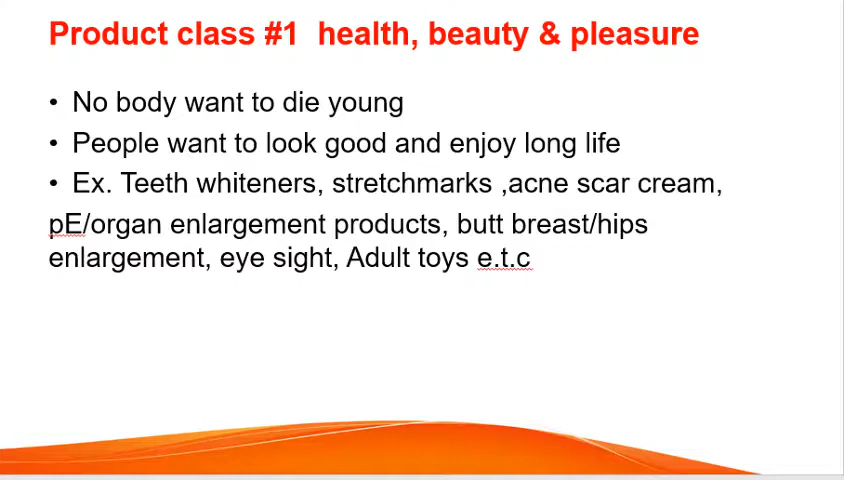 Product class #1  health, beauty & pleasure
• No body want to die young
• People want to look good and enjoy long life
• Ex. Teeth whiteners, stretchmarks ,acne scar cream,
pE/organ enlargement products, butt breast/hips
enlargement, eye sight, Adult toys e.t.c